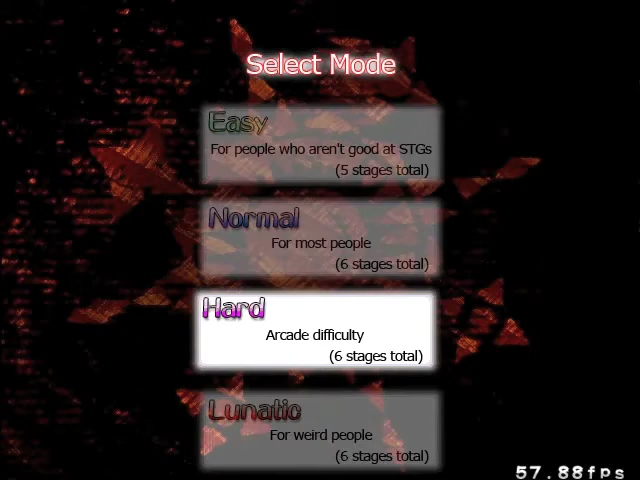 Select Mode
Easy
For people who aren't good at STGs
(5 stages total)
Normal
For most people
(6 stages total)
Hard
Arcade difficulty
(6 stages total)
Lunatic
For weird people
(6 stages total)
57.88fps